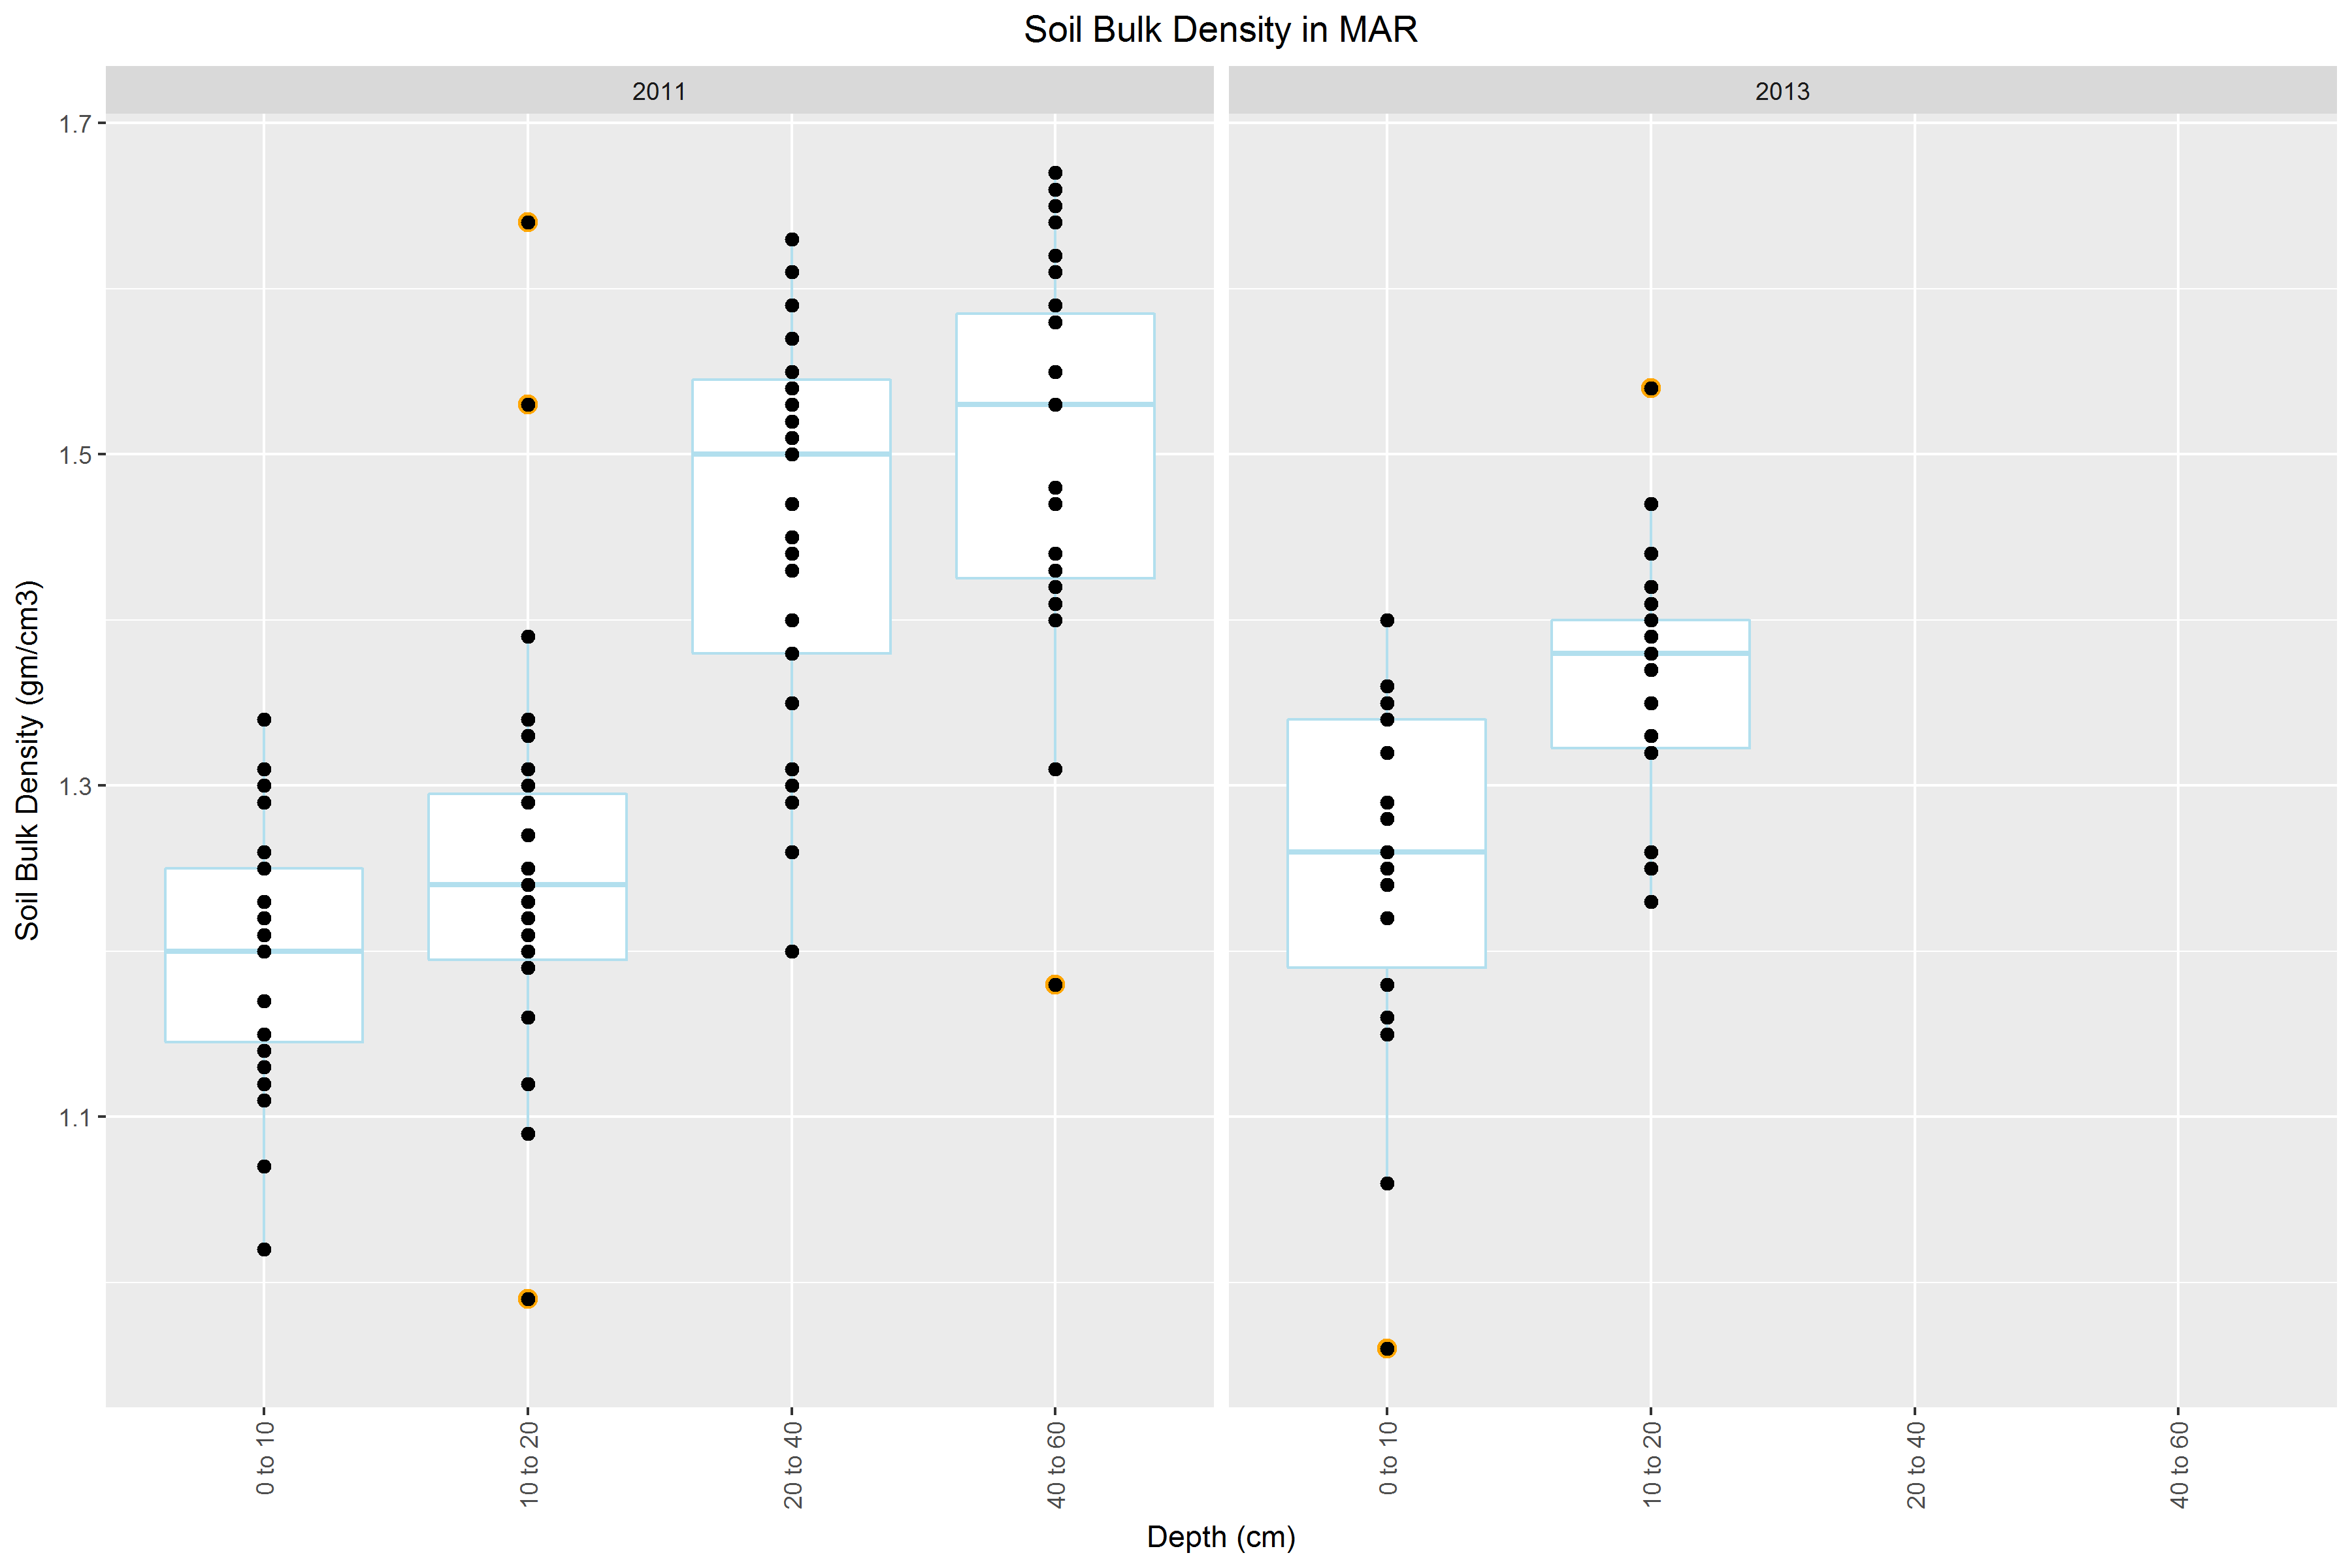 Soil Bulk Density in MAR
2011
2013
Soil Bulk Density (gm/cm3)
1.7
1.5
1.3
1.1
0 to 10
10 to 20
20 to 40
40 to 60
0 to 10
10 to 20
20 to 40
40 to 60
Depth (cm)